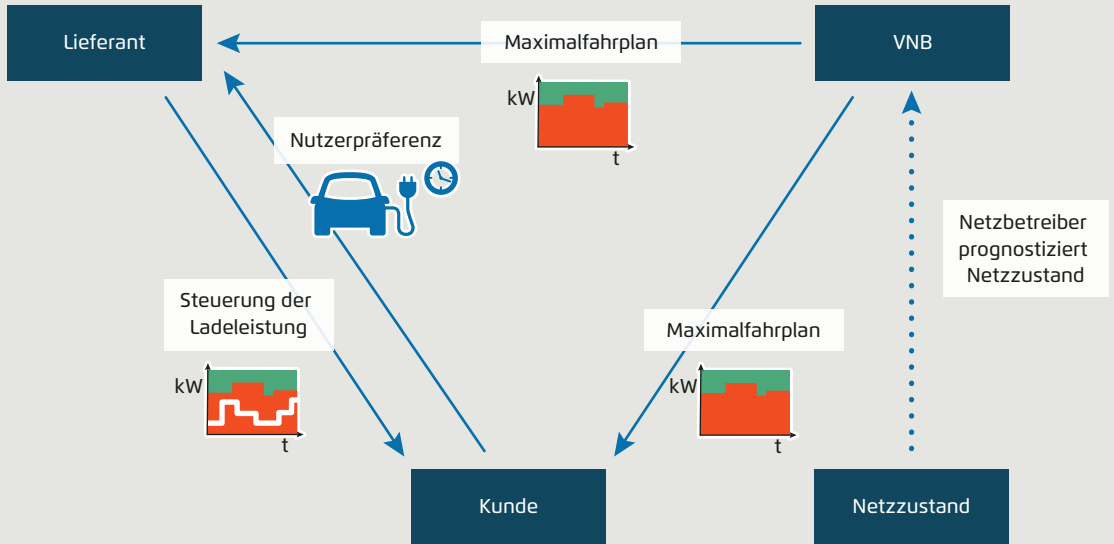 Lieferant
Maximalfahrplan
VNB
kW
t
Nutzerpräferenz
Netzbetreiber
prognostiziert
Netzzustand
Steuerung der
Ladeleistung
kW
t
Maximalfahrplan
kW
t
Kunde
Netzzustand